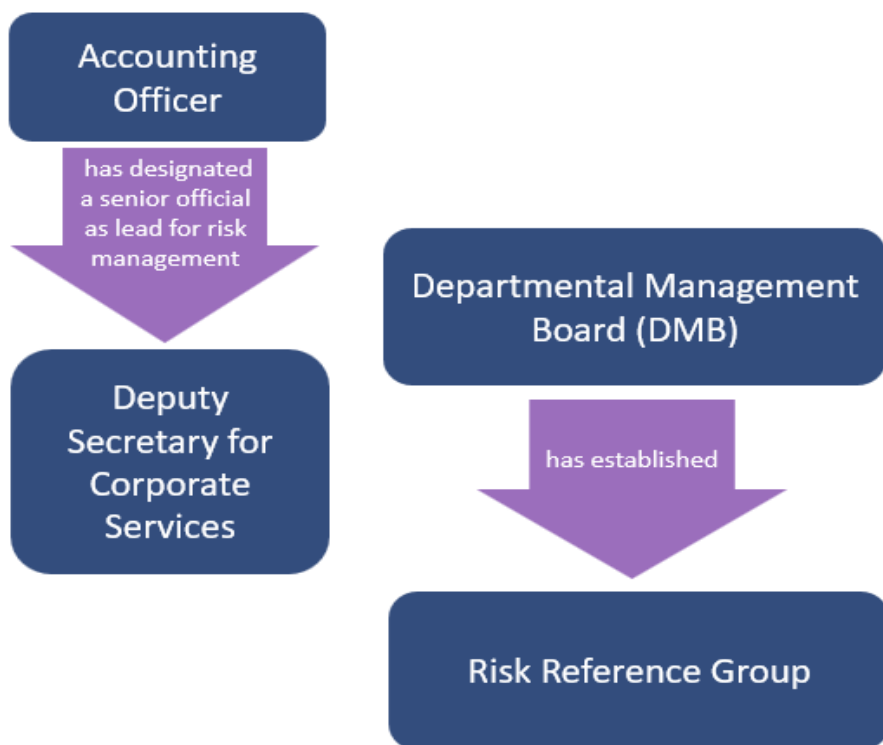 Accounting
Officer
has designated
a senior official
as lead for risk
management
Deputy
Secretary for
Corporate
Services
Departmental Management
Board (DMB)
has established
Risk Reference Group